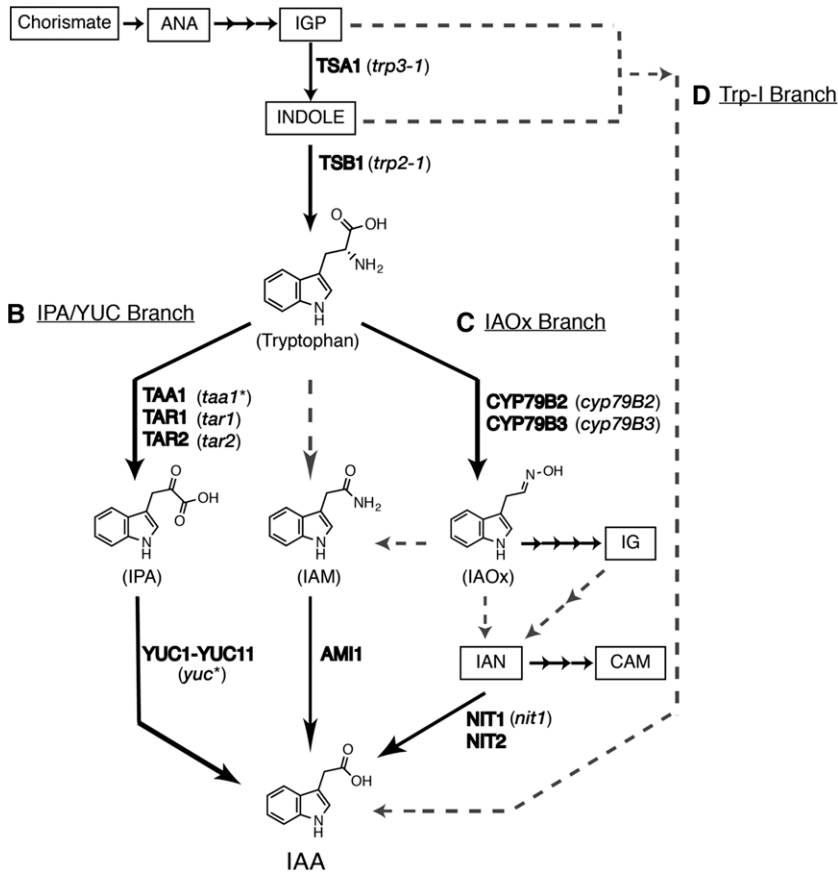 Chorismate ANA IGP
TSA1 (trp3-1)
D Trp-I Branch
INDOLE
TSB1 (trp2-1)
O
OH
NH2
N
H
B IPA/YUC Branch
(Tryptophan)
C IAOx Branch
TAA1 (taa1*)
TAR1 (tar1)
TAR2 (tar2)
CYP79B2 (cyp79B2)
CYP79B3 (cyp79B3)
O
OH
O
N
H
(IPA)
O
NH2
N
H
(IAM)
N-OH
N
H
(IAOx)
IG
YUC1-YUC11
(yuc*)
AMI1
IAN CAM
NIT1 (nit1)
NIT2
O
OH
N
H
IAA